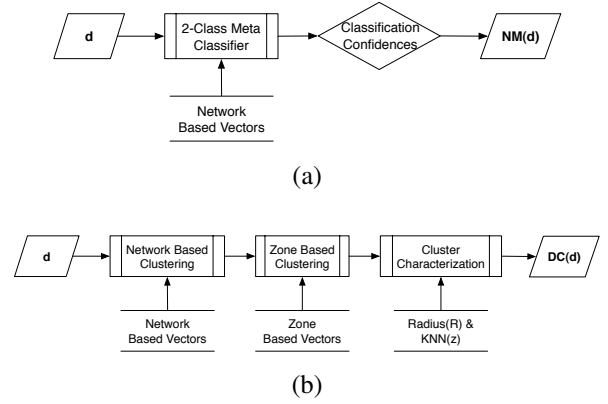 d
2-Class Meta
Classifier
Classification
Confidences
NM(d)
Network
Based Vectors
(a)
d
Network Based
Clustering
Zone Based
Clustering
Cluster
Characterization
DC(d)
Network
Based Vectors
Zone
Based Vectors
Radius(R) &
KNN(z)
(b)